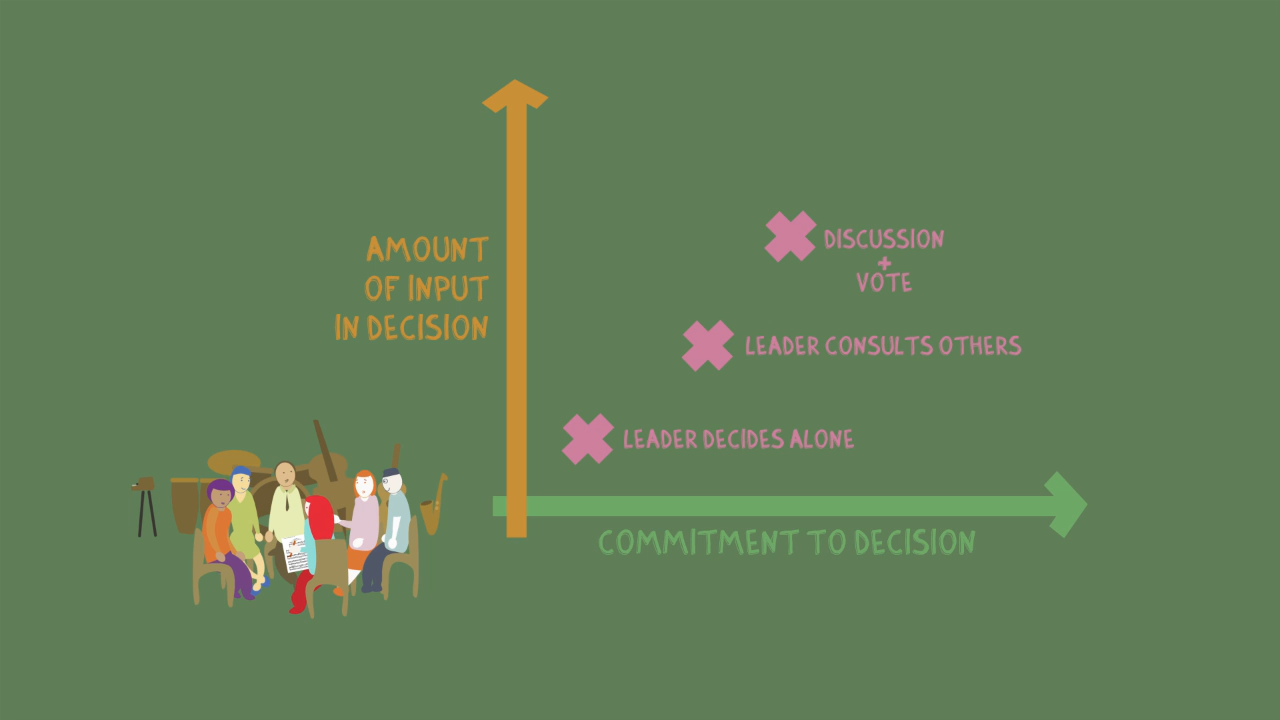 AMOUNT
OF INPUT
IN DECISION
DISCUSSION
+
VOTE
LEADER CONSULTS OTHERS
LEADER DECIDES ALONE
COMMITMENT TO DECISION